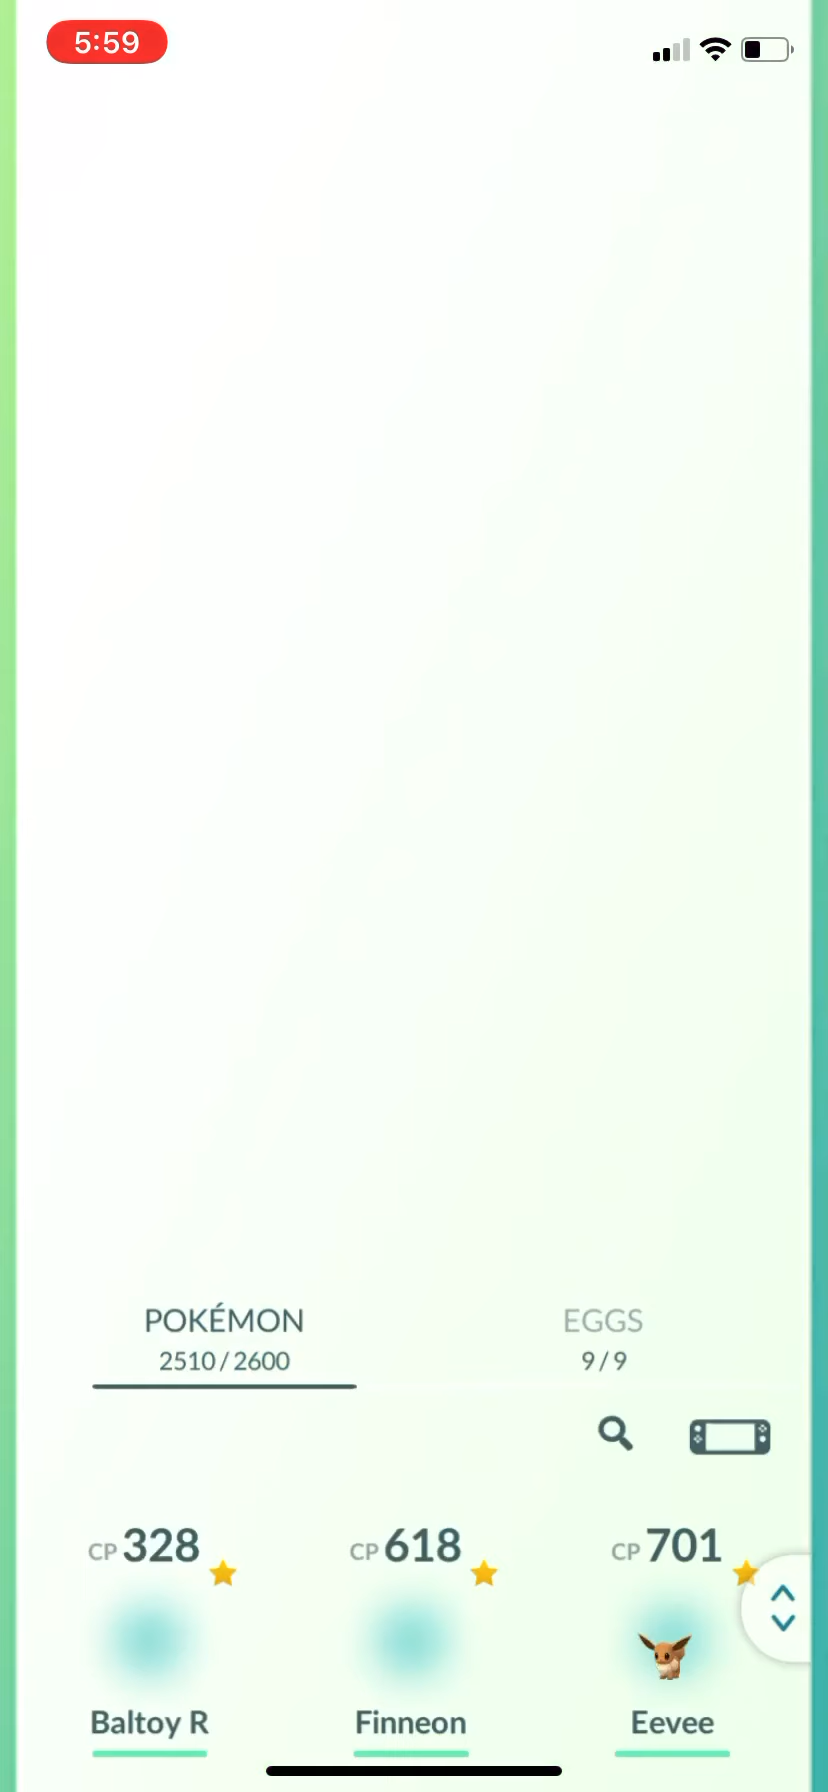 5:59
POKÉMON
2510/2600
EGGS
9/9
CP 328
CP 618
CP 701
Baltoy R
Finneon
Eevee